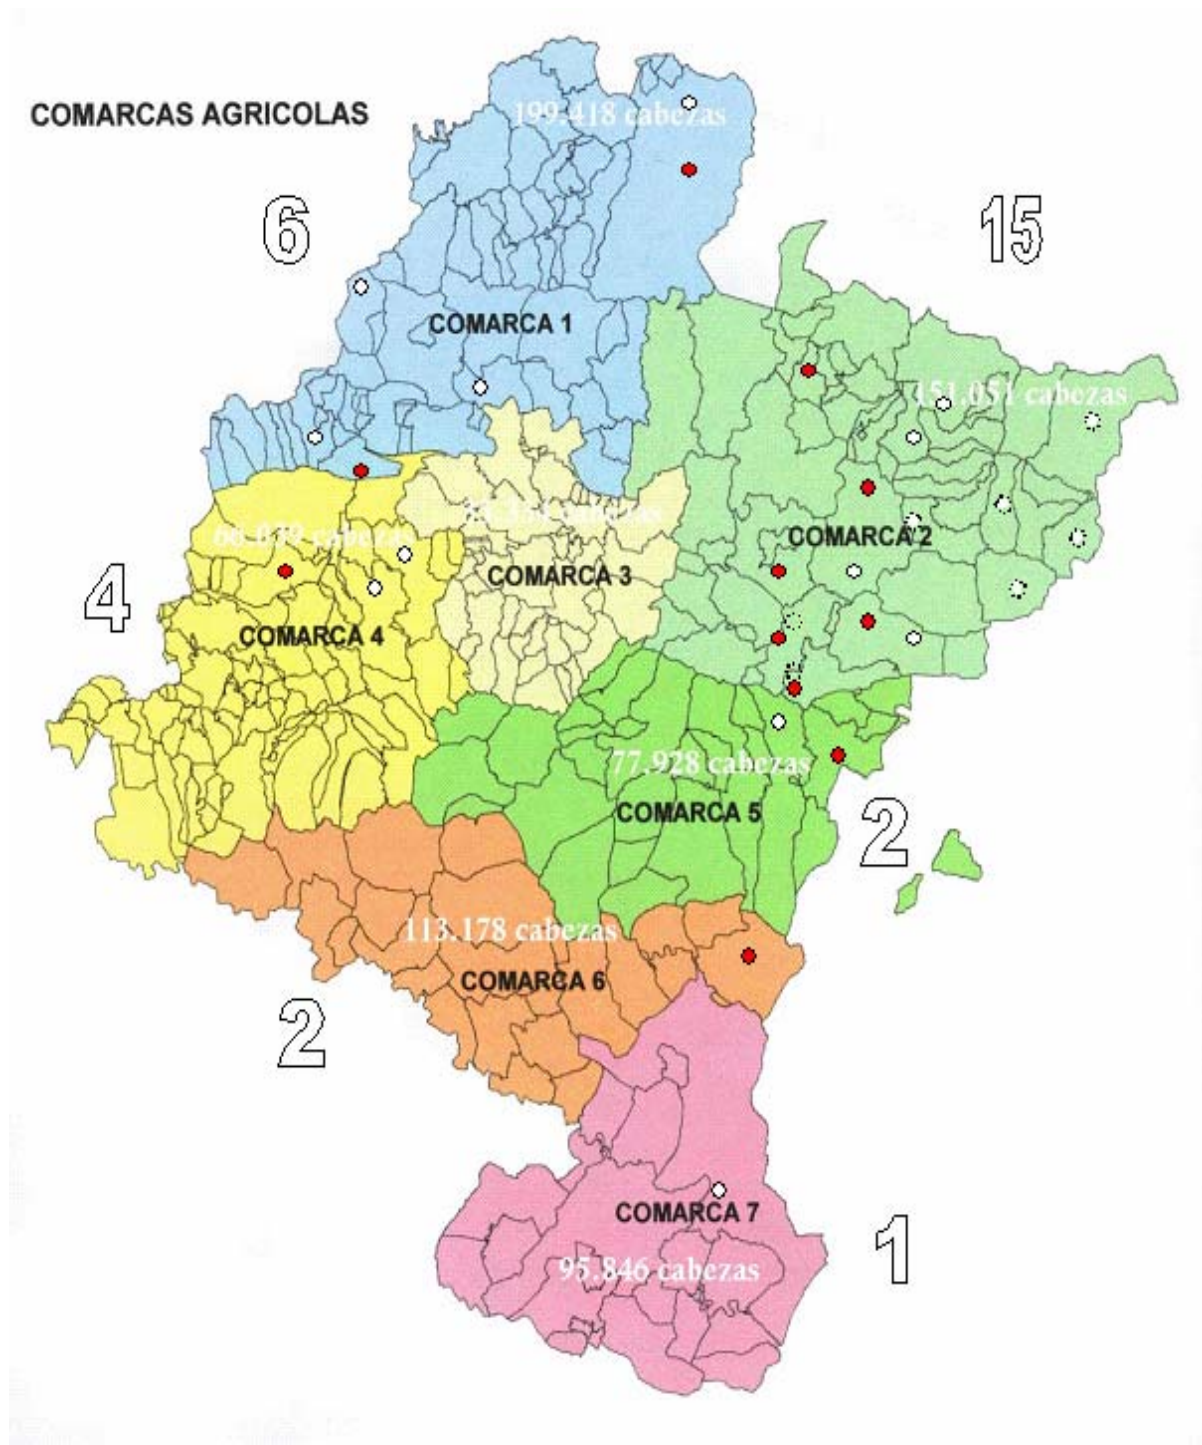 COMARCAS AGRICOLAS
199.418 cabezas
6
15
COMARCA 1
151.051 cabezas
COMARCA 2
cabezas
COMARCA 3
4
COMARCA 4
77.928 cabezas
COMARCA 5
2
113.178 cabezas
COMARCA 6
2
COMARCA 7
1
95.846 cabezas